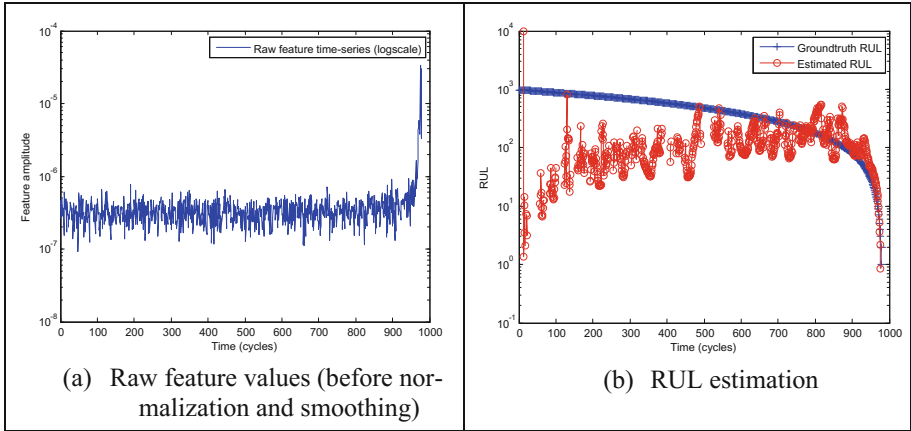 10^-4
10^-5
10^-6
10^-7
10^-8
Feature amplitude
Raw feature time-series (logscale)
0 100 200 300 400 500 600 700 800 900 1000
Time (cycles)
(a) Raw feature values (before nor-
malization and smoothing)
10^4
10^3
10^2
10^1
10^0
10^-1
RUL
Groundtruth RUL
Estimated RUL
0 100 200 300 400 500 600 700 800 900 1000
Time (cycles)
(b) RUL estimation